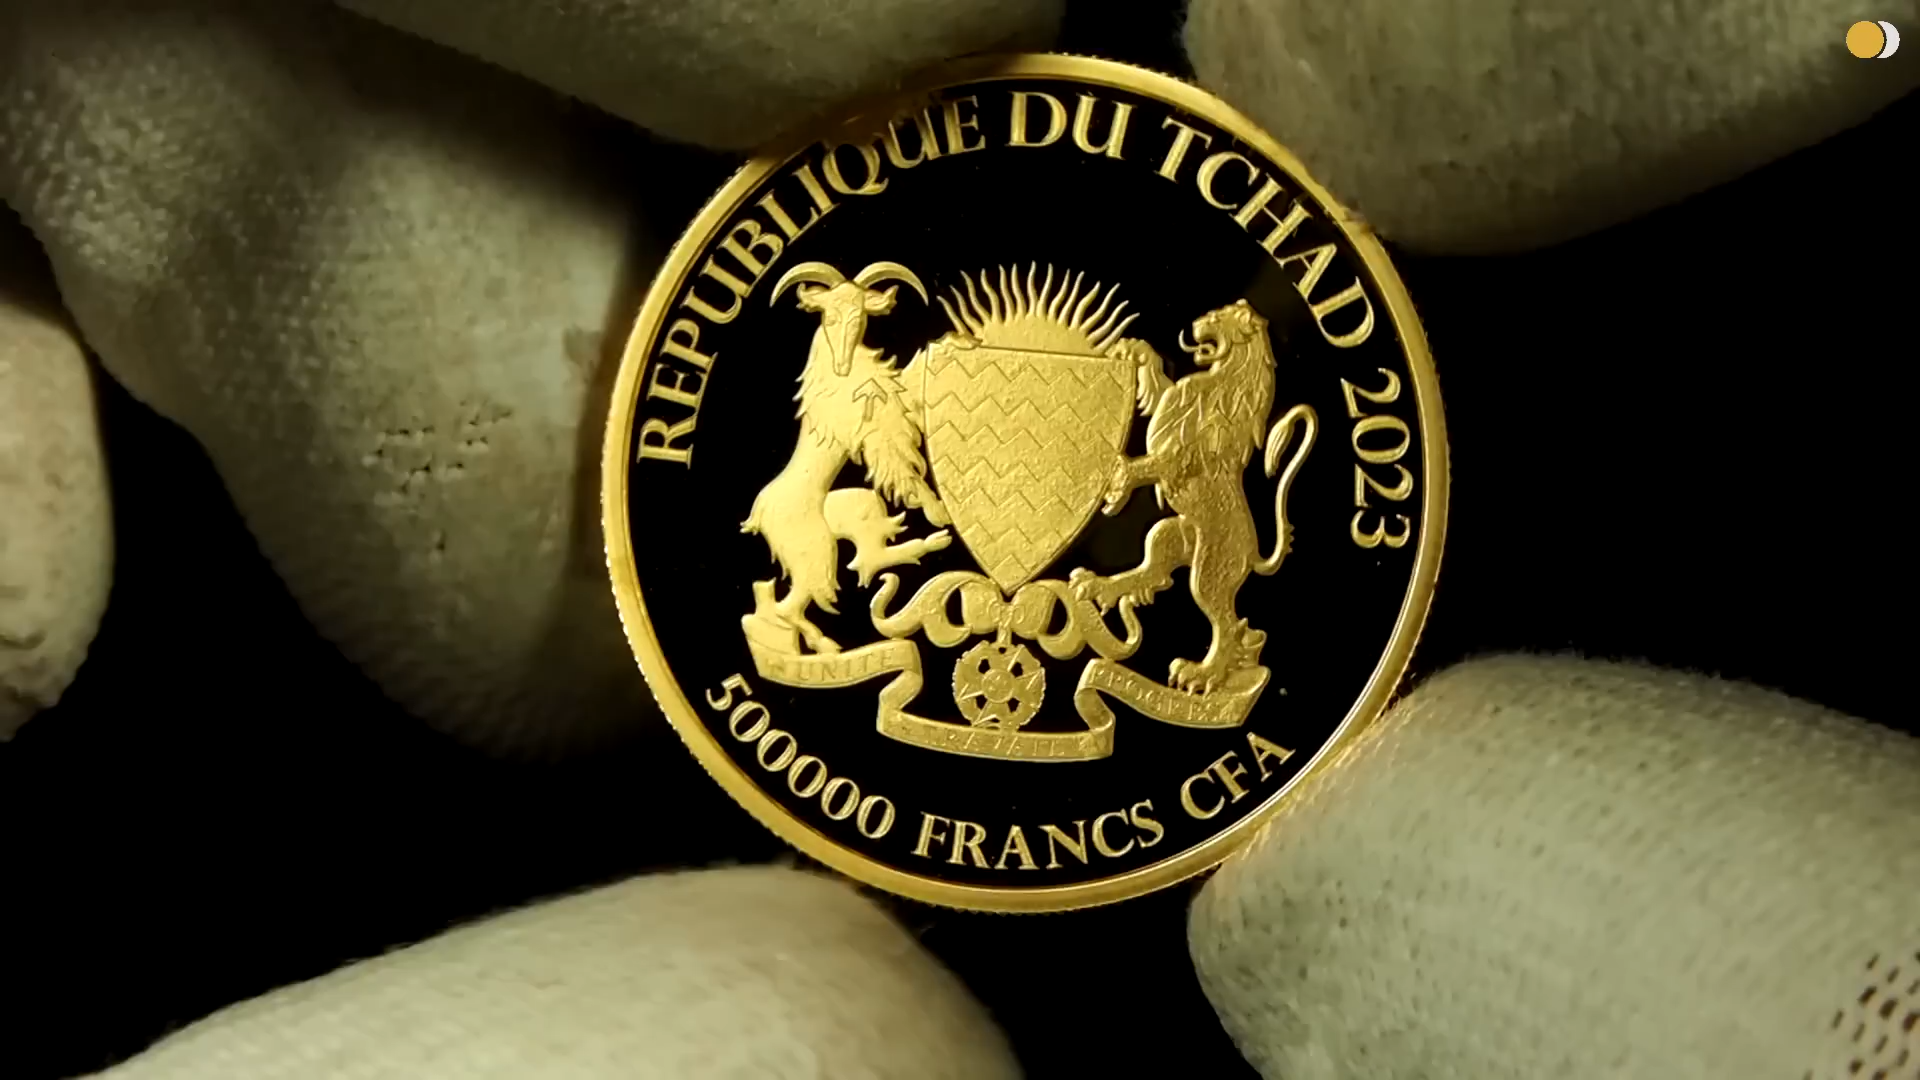 REPUBLIQUE DU TCHAD 2023
UNITE
TRAVAIL
PROGRES
500000 FRANCS CFA